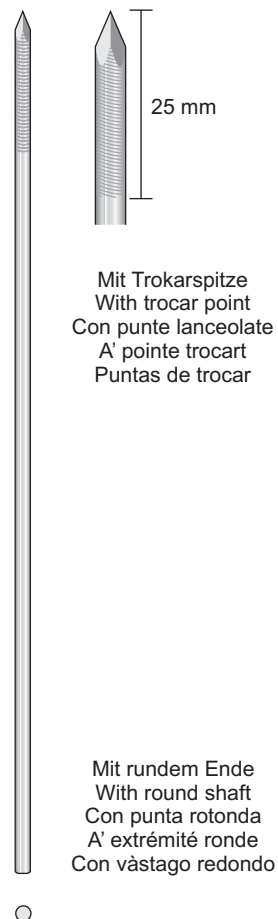 25 mm
Mit Trokarspitze
With trocar point
Con punte lanceolate
A’ pointe trocart
Puntas de trocar
Mit rundem Ende
With round shaft
Con punta rotonda
A’ extrémité ronde
Con vàstago redondo